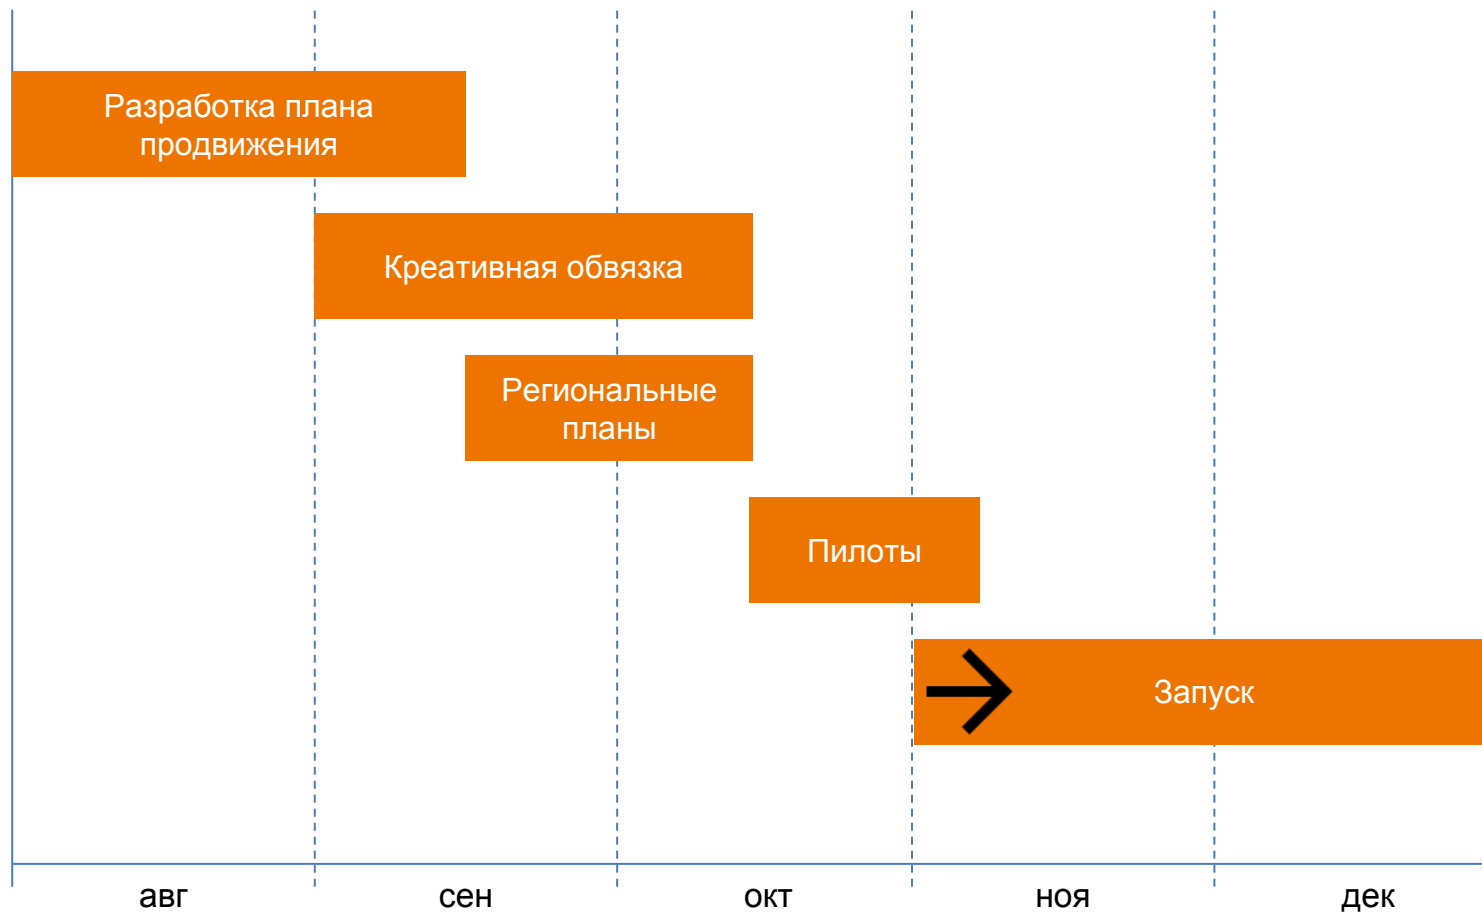 Разработка плана
продвижения
Креативная обвязка
Региональные
планы
Пилоты
Запуск
авг
сен
окт
ноя
дек